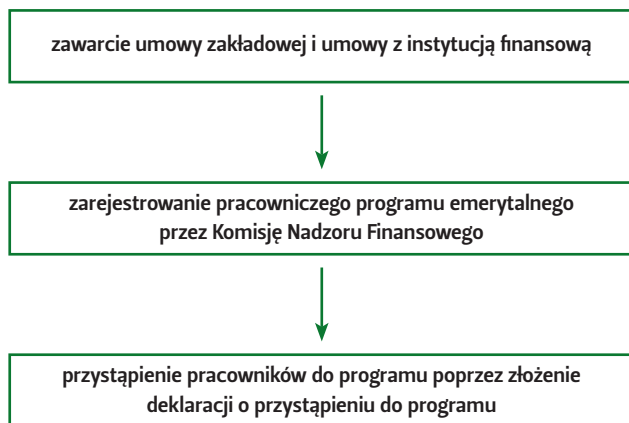 zawarcie umowy zakładowej i umowy z instytucją finansową
zarejestrowanie pracowniczego programu emerytalnego
przez Komisję Nadzoru Finansowego
przystąpienie pracowników do programu poprzez złożenie
deklaracji o przystąpieniu do programu